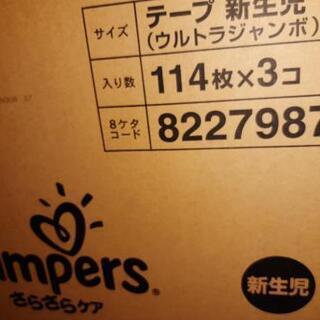 サイズ
テープ 新生児
(ウルトラジャンボ)
入り数
114枚×3コ
8ケタ
コード
8227987
mpers®
さらさらケア
新生児